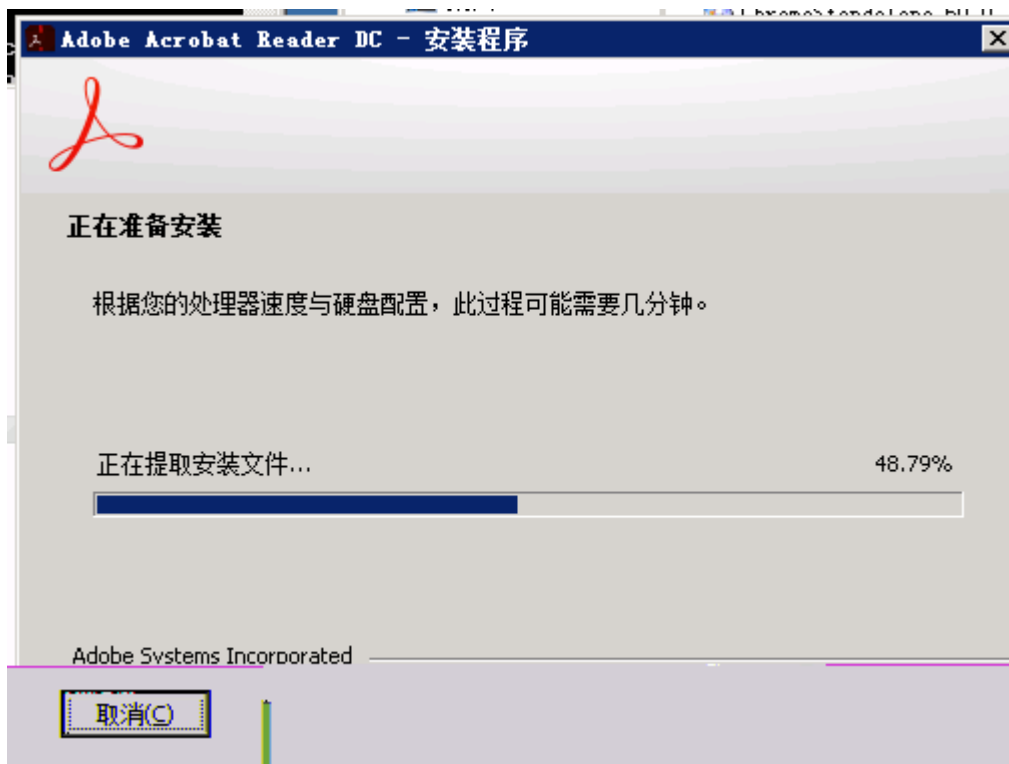 Adobe Acrobat Reader DC - 安装程序
正在准备安装
根据您的处理器速度与硬盘配置，此过程可能需要几分钟。
正在提取安装文件... 48.79%
Adobe Systems Incorporated
取消(C)